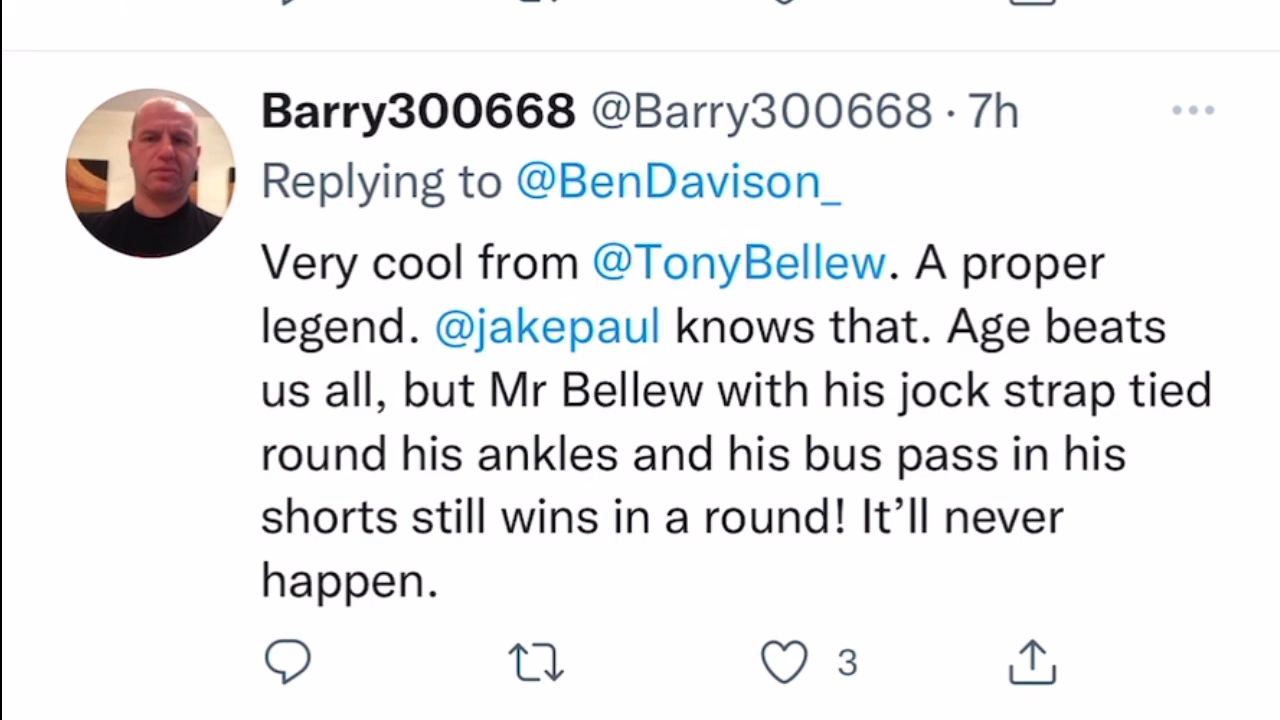 Barry300668 @Barry300668 · 7h
Replying to @BenDavison_
Very cool from @TonyBellew. A proper
legend. @jakepaul knows that. Age beats
us all, but Mr Bellew with his jock strap tied
round his ankles and his bus pass in his
shorts still wins in a round! It’ll never
happen.
3